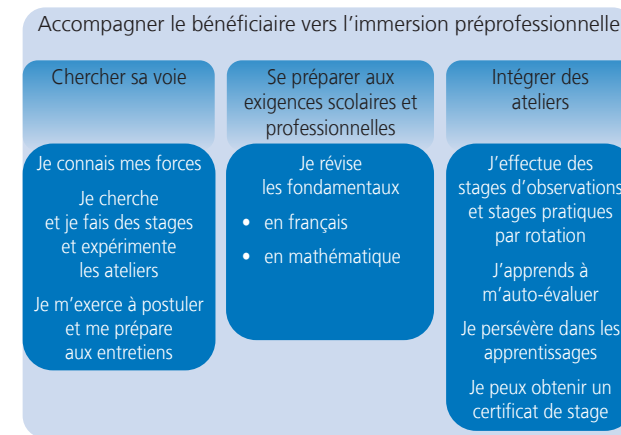 Accompagner le bénéficiaire vers l'immersion préprofessionnelle
Chercher sa voie
Je connais mes forces
Je cherche
et je fais des stages
et expérimente
les ateliers
Je m'exerce à postuler
et me prépare
aux entretiens
Se préparer aux
exigences scolaires et
professionnelles
Je révise
les fondamentaux
• en français
• en mathématique
Intégrer des
ateliers
J'effectue des
stages d'observations
et stages pratiques
par rotation
J'apprends à
m'auto-évaluer
Je persévère dans les
apprentissages
Je peux obtenir un
certificat de stage